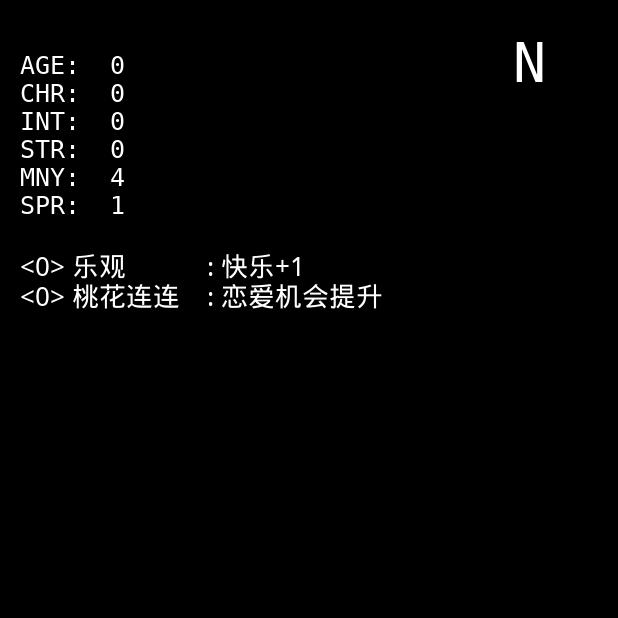 N
AGE: 0
CHR: 0
INT: 0
STR: 0
MNY: 4
SPR: 1
<O> 乐观 : 快乐+1
<O> 桃花连连 : 恋爱机会提升